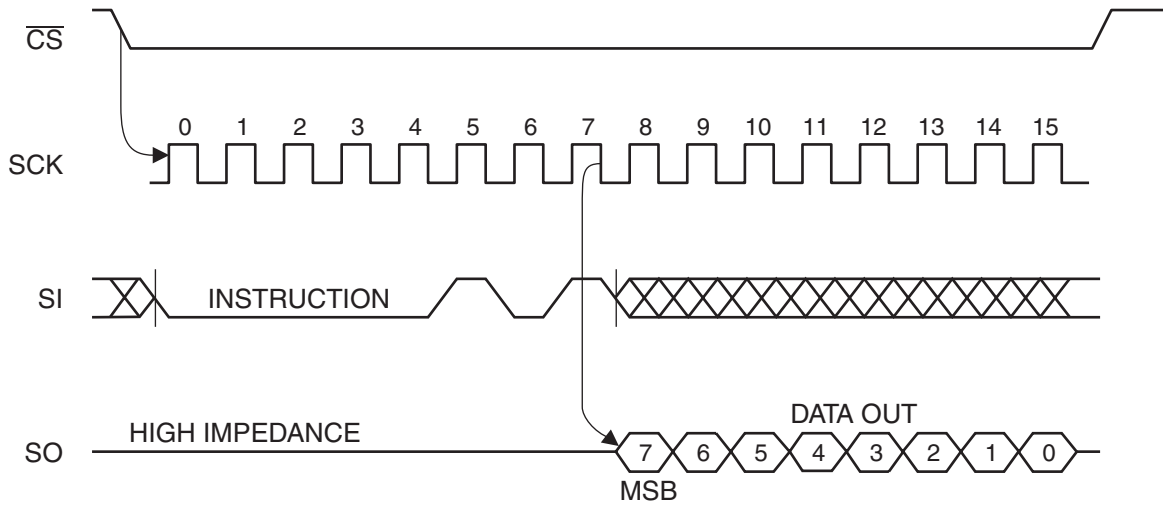 C̅S̅
0 1 2 3 4 5 6 7 8 9 10 11 12 13 14 15
SCK
SI
INSTRUCTION
DATA OUT
HIGH IMPEDANCE
SO
7 6 5 4 3 2 1 0
MSB